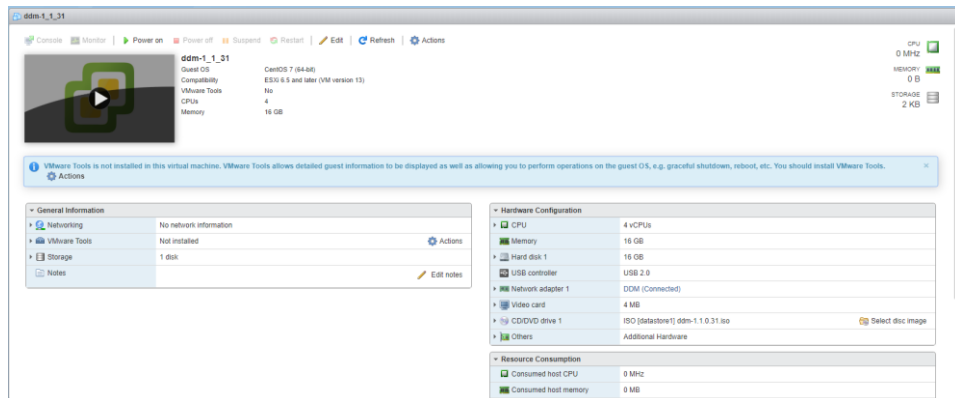 ddm-1_1_31
Console Monitor Power on Power off Suspend Restart Edit Refresh Actions
ddm-1_1_31
Guest OS CentOS 7 (64-bit)
Compatibility ESXi 6.5 and later (VM version 13)
VMware Tools No
CPUs 4
Memory 16 GB
CPU
0 MHz
MEMORY
0 B
STORAGE
2 KB
VMware Tools is not installed in this virtual machine. VMware Tools allows detailed guest information to be displayed as well as allowing you to perform operations on the guest OS, e.g. graceful shutdown, reboot, etc. You should install VMware Tools.
Actions
General Information
Networking No network information
VMware Tools Not installed Actions
Storage 1 disk
Notes Edit notes
Hardware Configuration
CPU 4 vCPUs
Memory 16 GB
Hard disk 1 16 GB
USB controller USB 2.0
Network adapter 1 DDM (Connected)
Video card 4 MB
CD/DVD drive 1 ISO [datastore1] ddm-1.1.0.31.iso Select disc image
Others Additional Hardware
Resource Consumption
Consumed host CPU 0 MHz
Consumed host memory 0 MB